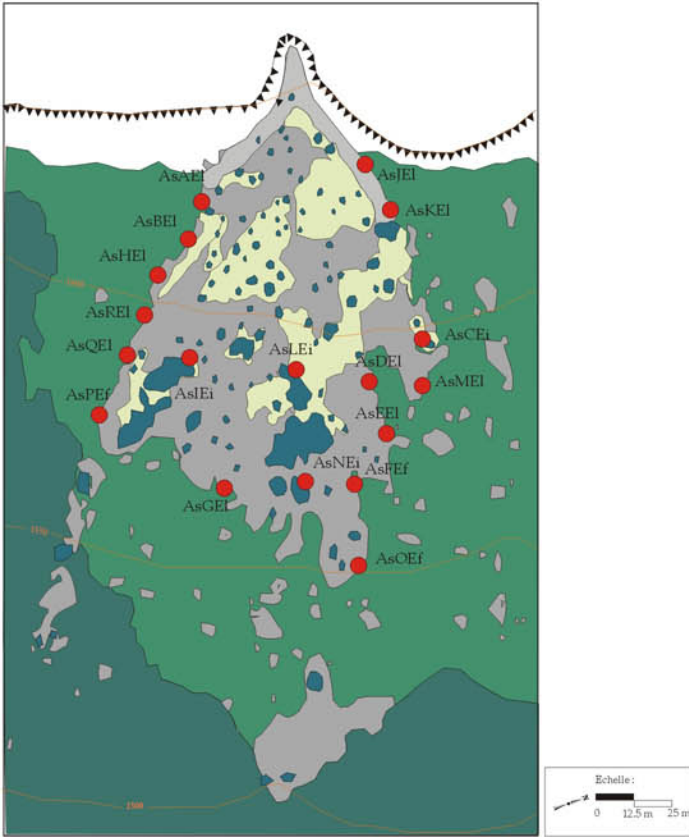 AsAEl
AsJEl
AsBEl
AsKEl
AsHEl
AsREl
AsQEl
AsCEi
AsLEi
AsDEl
AsPEf
AsIEi
AsMEl
AsEEl
AsNEi
AsFEf
AsGEl
AsOEf
1500
Echelle :
0 12.5 m 25 m